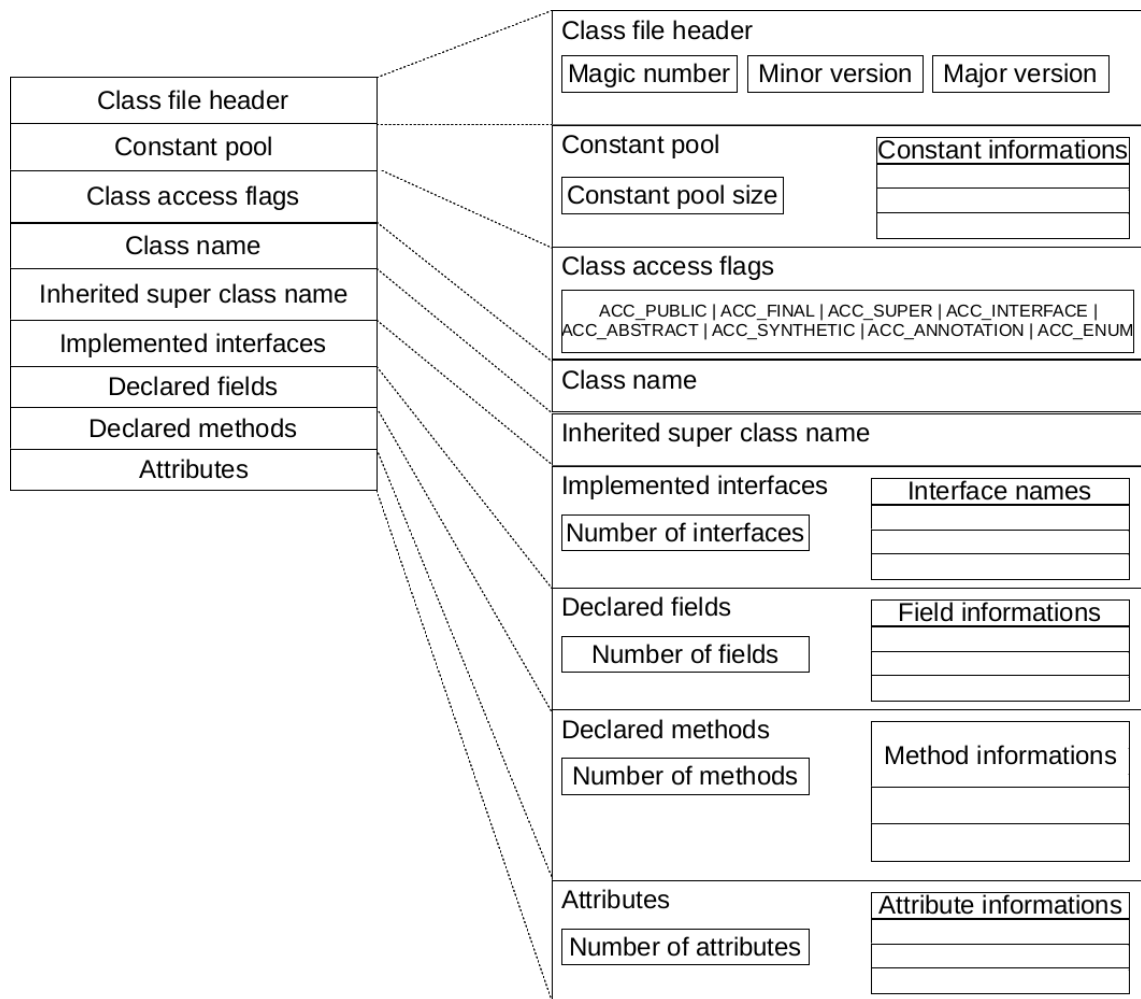 Class file header
Constant pool
Class access flags
Class name
Inherited super class name
Implemented interfaces
Declared fields
Declared methods
Attributes
Class file header
Magic number
Minor version
Major version
Constant pool
Constant informations
Constant pool size
Class access flags
ACC_PUBLIC | ACC_FINAL | ACC_SUPER | ACC_INTERFACE |
ACC_ABSTRACT | ACC_SYNTHETIC | ACC_ANNOTATION | ACC_ENUM
Class name
Inherited super class name
Implemented interfaces
Interface names
Number of interfaces
Declared fields
Field informations
Number of fields
Declared methods
Method informations
Number of methods
Attributes
Attribute informations
Number of attributes